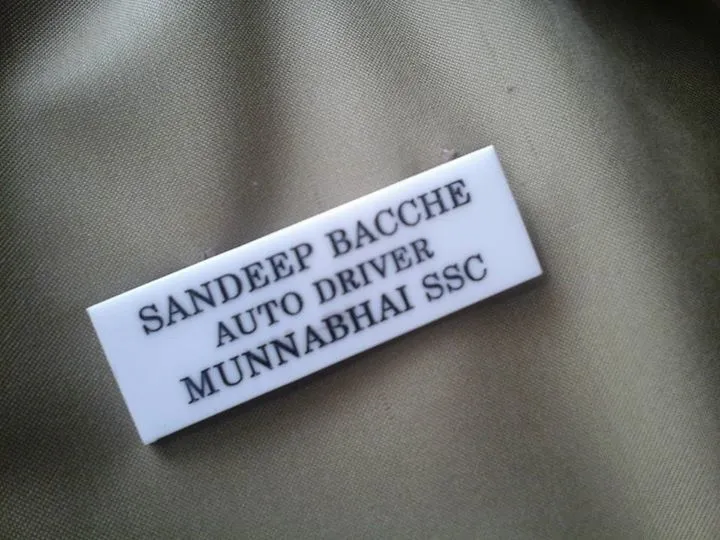 SANDEEP BACCHE
AUTO DRIVER
MUNNABHAI SSC